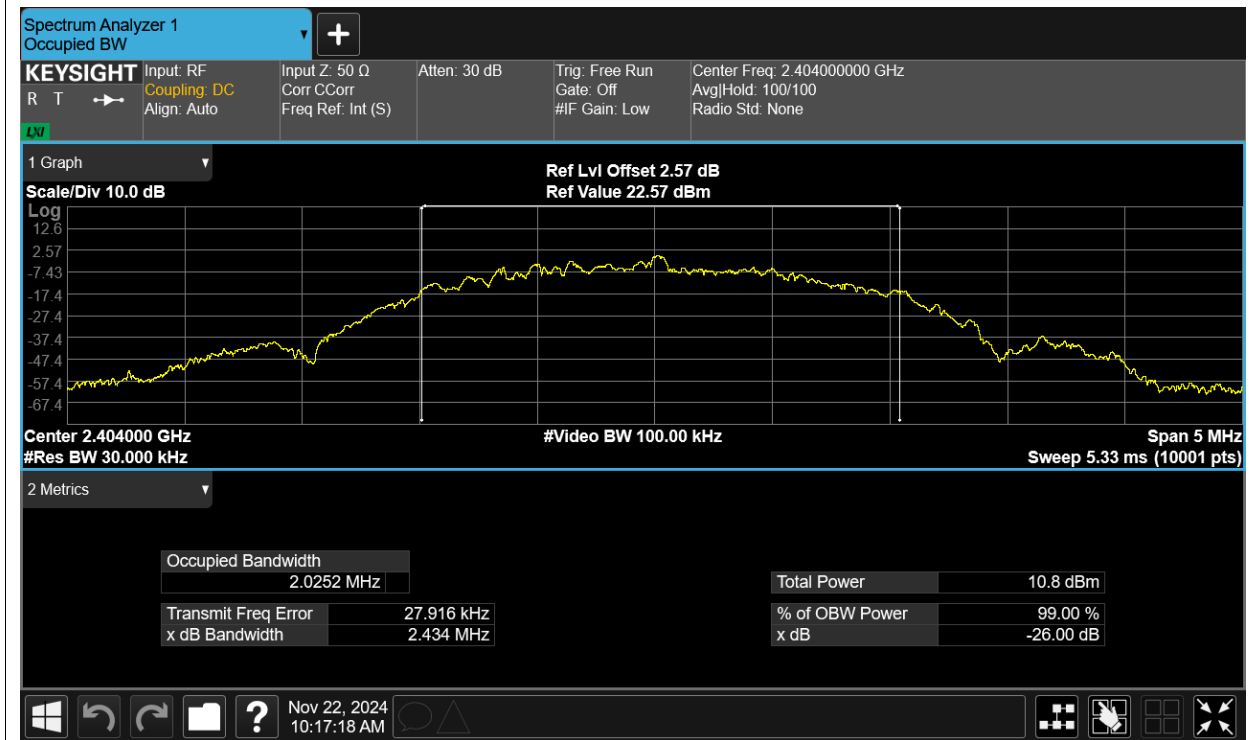 Spectrum Analyzer 1
Occupied BW
KEYSIGHT
R T
LXI
Input: RF
Coupling: DC
Align: Auto
Input Z: 50 Ω
Corr CCorr
Freq Ref: Int (S)
Atten: 30 dB
Trig: Free Run
Gate: Off
#IF Gain: Low
Center Freq: 2.404000000 GHz
Avg|Hold: 100/100
Radio Std: None
1 Graph
Scale/Div 10.0 dB
Ref Lvl Offset 2.57 dB
Ref Value 22.57 dBm
Log
12.6
2.57
-7.43
-17.4
-27.4
-37.4
-47.4
-57.4
-67.4
Center 2.404000 GHz
#Video BW 100.00 kHz
Span 5 MHz
#Res BW 30.000 kHz
Sweep 5.33 ms (10001 pts)
2 Metrics
Occupied Bandwidth
2.0252 MHz
Total Power 10.8 dBm
Transmit Freq Error 27.916 kHz
% of OBW Power 99.00 %
x dB Bandwidth 2.434 MHz
x dB -26.00 dB
?
Nov 22, 2024
10:17:18 AM